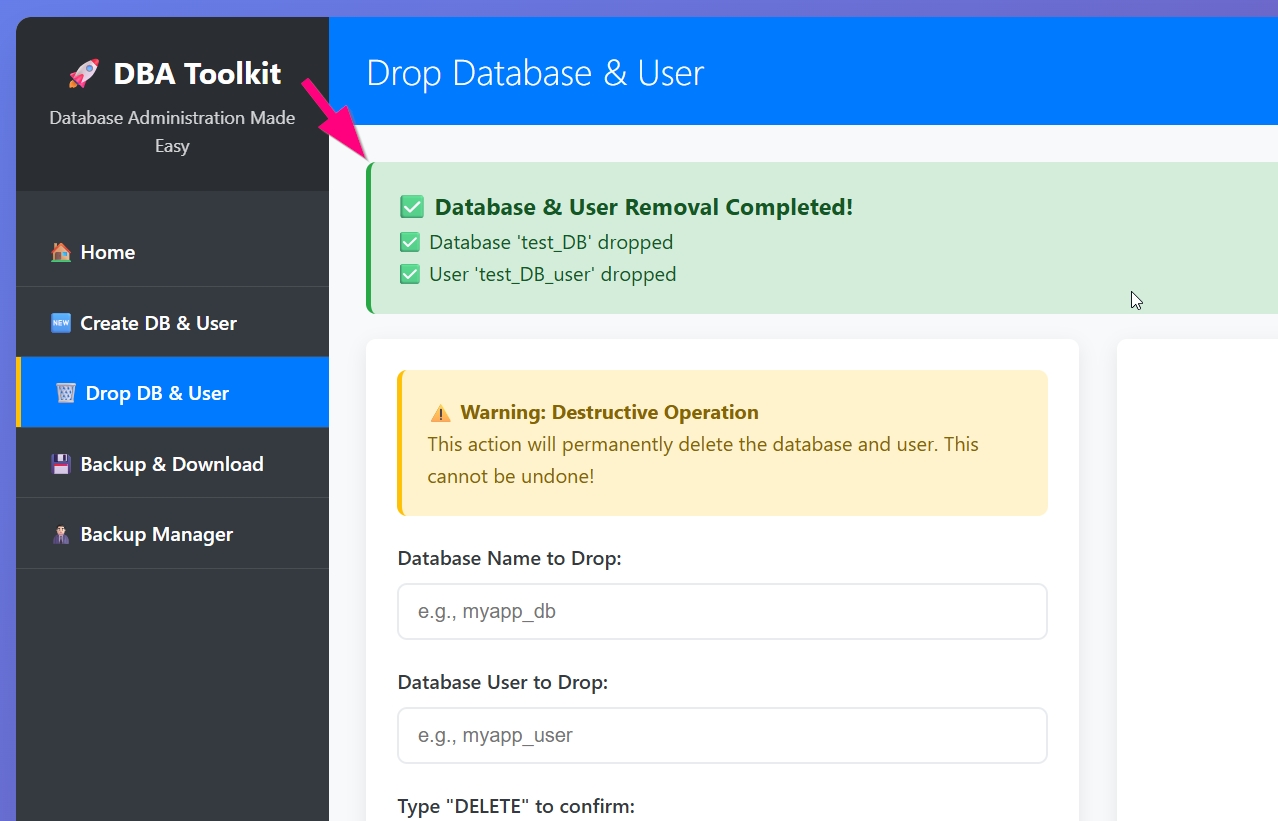 🚀 DBA Toolkit
Database Administration Made
Easy
🏠 Home
🆕 Create DB & User
🗑️ Drop DB & User
💾 Backup & Download
Backup Manager
Drop Database & User
✅ Database & User Removal Completed!
✅ Database 'test_DB' dropped
✅ User 'test_DB_user' dropped
⚠️ Warning: Destructive Operation
This action will permanently delete the database and user. This
cannot be undone!
Database Name to Drop:
e.g., myapp_db
Database User to Drop:
e.g., myapp_user
Type "DELETE" to confirm: